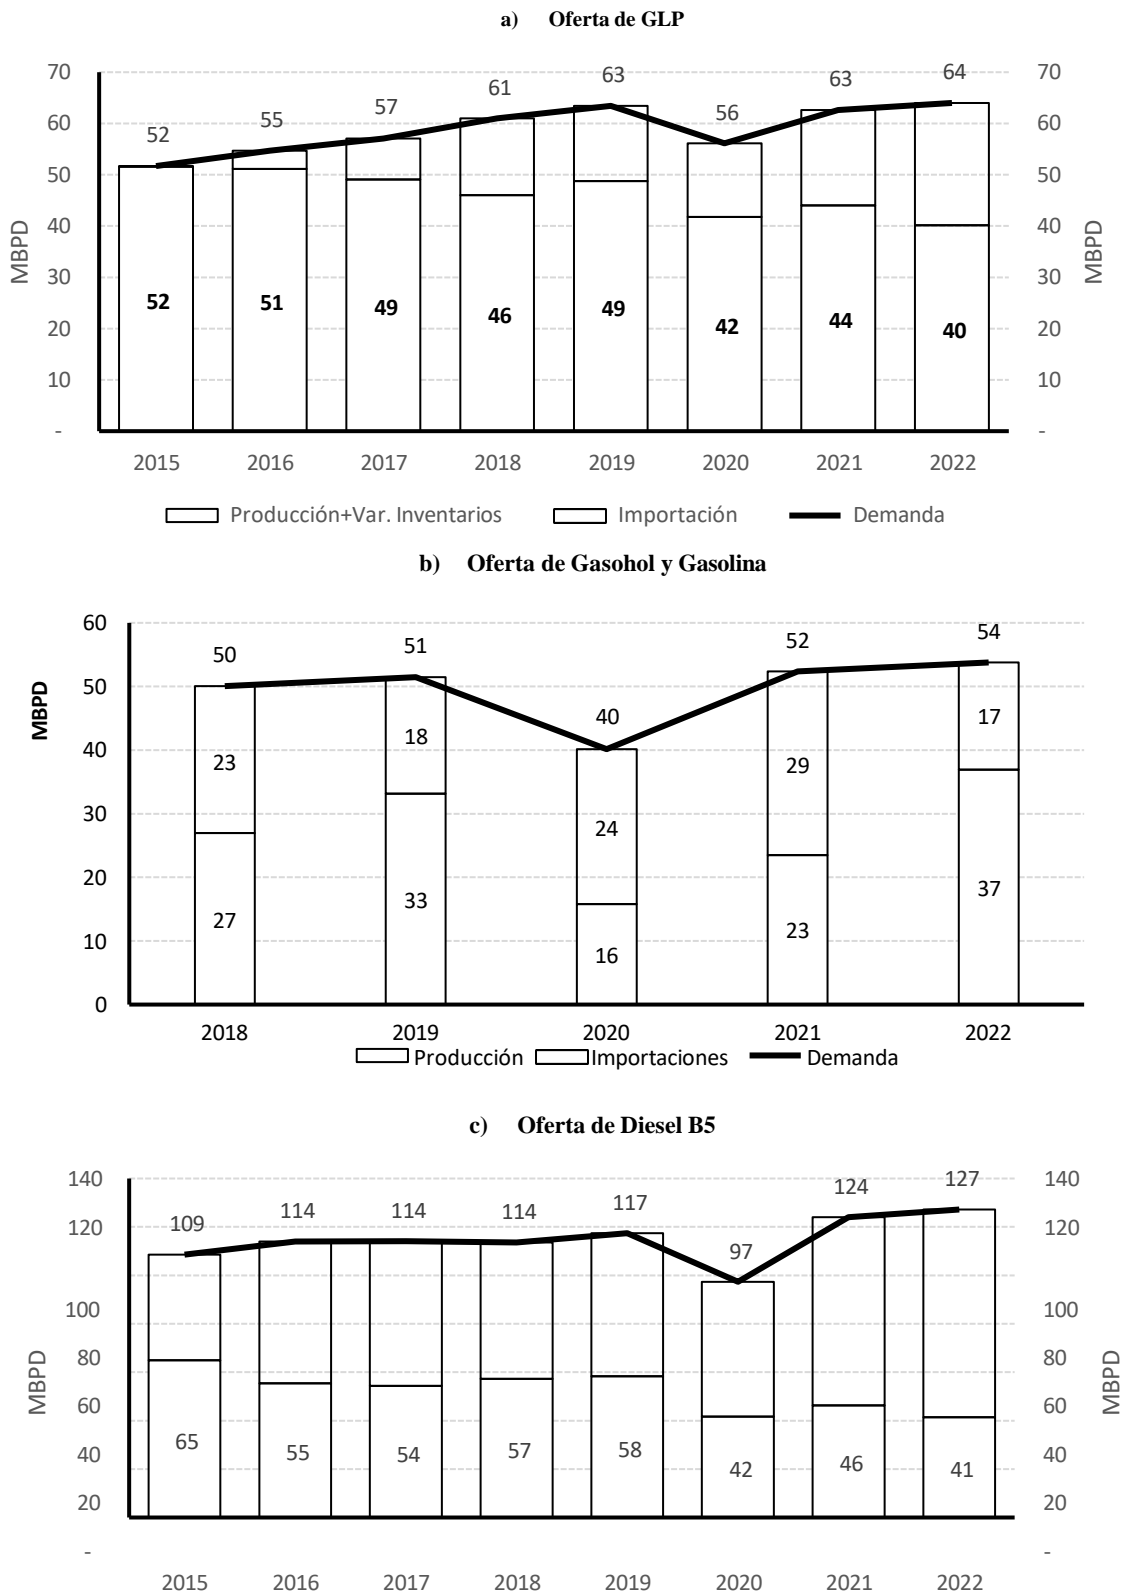 a) Oferta de GLP
70 63 64 70
61 63
60 57 56 60
52 55
50 50
40 40
MBPD MBPD
30 52 51 49 46 49 42 44 40 30
20 20
10 10
- -
2015 2016 2017 2018 2019 2020 2021 2022
Producción+Var. Inventarios Importación Demanda
b) Oferta de Gasohol y Gasolina
60
50 51 52 54
50
MBPD
40 40
23 18 29 17
30
24
20
27 33 23 37
10
16
0
2018 2019 2020 2021 2022
Producción Importaciones Demanda
c) Oferta de Diesel B5
140 124 127 140
109 114 114 114 117
120 120
97
100 100
80 80
MBPD MBPD
60 60
65 55 54 57 58 42 46 41
40 40
20 20
- -
2015 2016 2017 2018 2019 2020 2021 2022